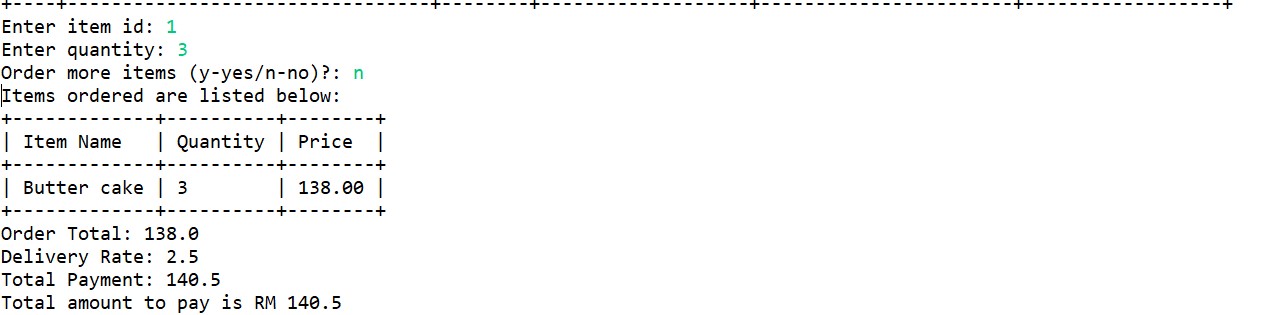 +----+---------------------------------+--------+--------------------+-----------------------+------------------+
Enter item id: 1
Enter quantity: 3
Order more items (y-yes/n-no)?: n
Items ordered are listed below:
+-------------+----------+--------+
| Item Name   | Quantity | Price  |
+-------------+----------+--------+
| Butter cake | 3        | 138.00 |
+-------------+----------+--------+
Order Total: 138.0
Delivery Rate: 2.5
Total Payment: 140.5
Total amount to pay is RM 140.5